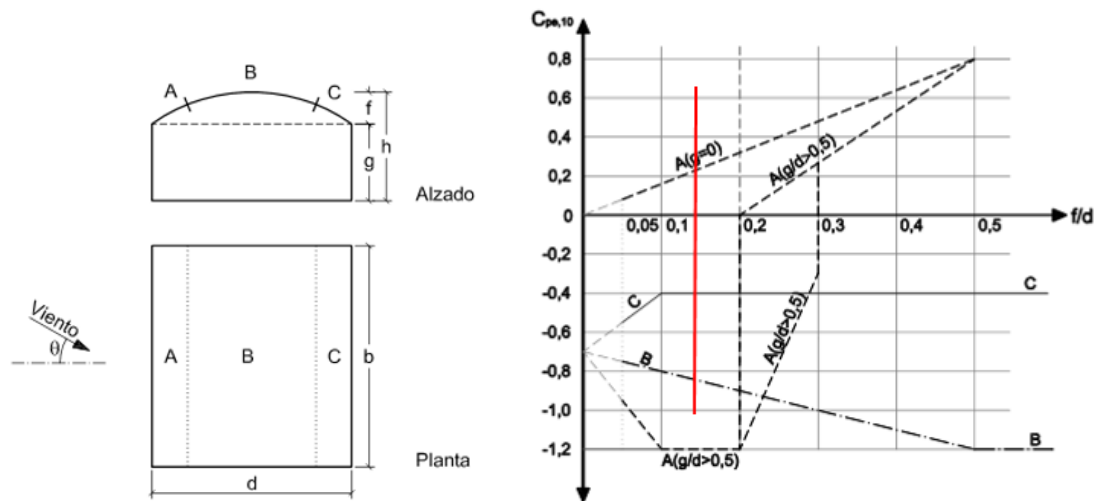 A
B
C
f
g
h
Alzado
Viento
θ
A
B
C
b
Planta
d
Cpe,10
0,8
0,6
0,4
0,2
0
-0,2
-0,4
-0,6
-0,8
-1,0
-1,2
A(g=0)
A(g/d>0,5)
0,05
0,1
0,2
0,3
0,4
0,5
f/d
C
C
A(g/d>0,5)
B
B
A(g/d>0,5)